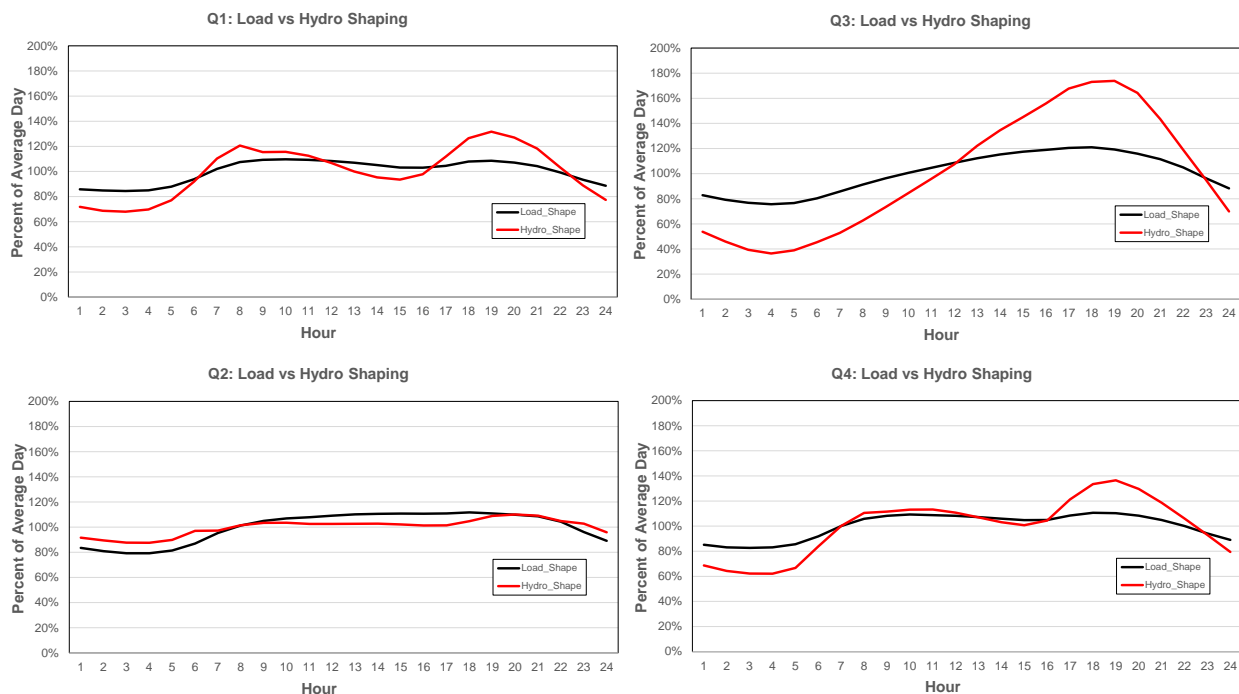 Q1: Load vs Hydro Shaping
Percent of Average Day
200%
180%
160%
140%
120%
100%
80%
60%
40%
20%
0%
Load_Shape
Hydro_Shape
1 2 3 4 5 6 7 8 9 10 11 12 13 14 15 16 17 18 19 20 21 22 23 24
Hour
Q3: Load vs Hydro Shaping
Percent of Average Day
200%
180%
160%
140%
120%
100%
80%
60%
40%
20%
0%
Load_Shape
Hydro_Shape
1 2 3 4 5 6 7 8 9 10 11 12 13 14 15 16 17 18 19 20 21 22 23 24
Hour
Q2: Load vs Hydro Shaping
Percent of Average Day
200%
180%
160%
140%
120%
100%
80%
60%
40%
20%
0%
Load_Shape
Hydro_Shape
1 2 3 4 5 6 7 8 9 10 11 12 13 14 15 16 17 18 19 20 21 22 23 24
Hour
Q4: Load vs Hydro Shaping
Percent of Average Day
200%
180%
160%
140%
120%
100%
80%
60%
40%
20%
0%
Load_Shape
Hydro_Shape
1 2 3 4 5 6 7 8 9 10 11 12 13 14 15 16 17 18 19 20 21 22 23 24
Hour